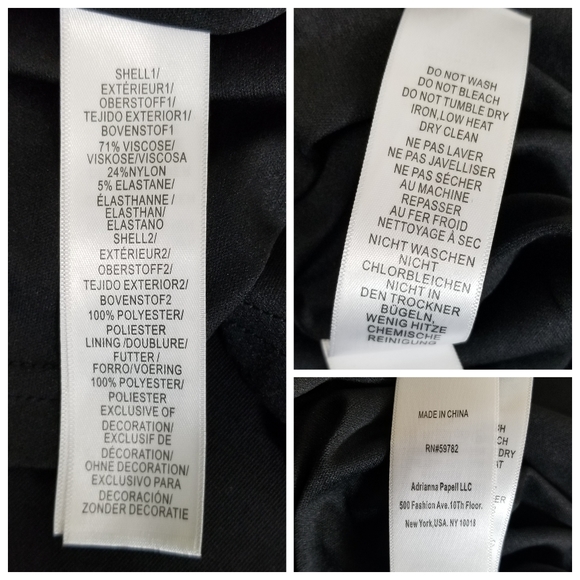 SHELL1/
EXTÉRIEUR1/
OBERSTOFF1/
TEJIDO EXTERIOR1/
BOVENSTOF1
71% VISCOSE/
VISKOSE/VISCOSA
24%NYLON
5% ELASTANE/
ÉLASTHANNE /
ELASTHAN/
ELASTANO
SHELL2/
EXTÉRIEUR2/
OBERSTOFF2/
TEJIDO EXTERIOR2/
BOVENSTOF2
100% POLYESTER/
POLIESTER
LINING/DOUBLURE/
FUTTER /
FORRO/VOERING
100% POLYESTER/
POLIESTER
EXCLUSIVE OF
DECORATION/
EXCLUSIF DE
DÉCORATION/
OHNE DECORATION/
EXCLUSIVO PARA
DECORACIÓN/
ZONDER DECORATIE
DO NOT WASH
DO NOT BLEACH
DO NOT TUMBLE DRY
IRON,LOW HEAT
DRY CLEAN
NE PAS LAVER
NE PAS JAVELLISER
NE PAS SÉCHER
AU MACHINE
REPASSER
AU FER FROID
NETTOYAGE À SEC
NICHT WASCHEN
NICHT
CHLORBLEICHEN
NICHT IN
DEN TROCKNER
BÜGELN,
WENIG HITZE
CHEMISCHE
REINIGUNG
MADE IN CHINA
RN#59782
Adrianna Papell LLC
500 Fashion Ave.10Th Floor.
New York,USA. NY 10018
SH
CH
DRY
AT
ER